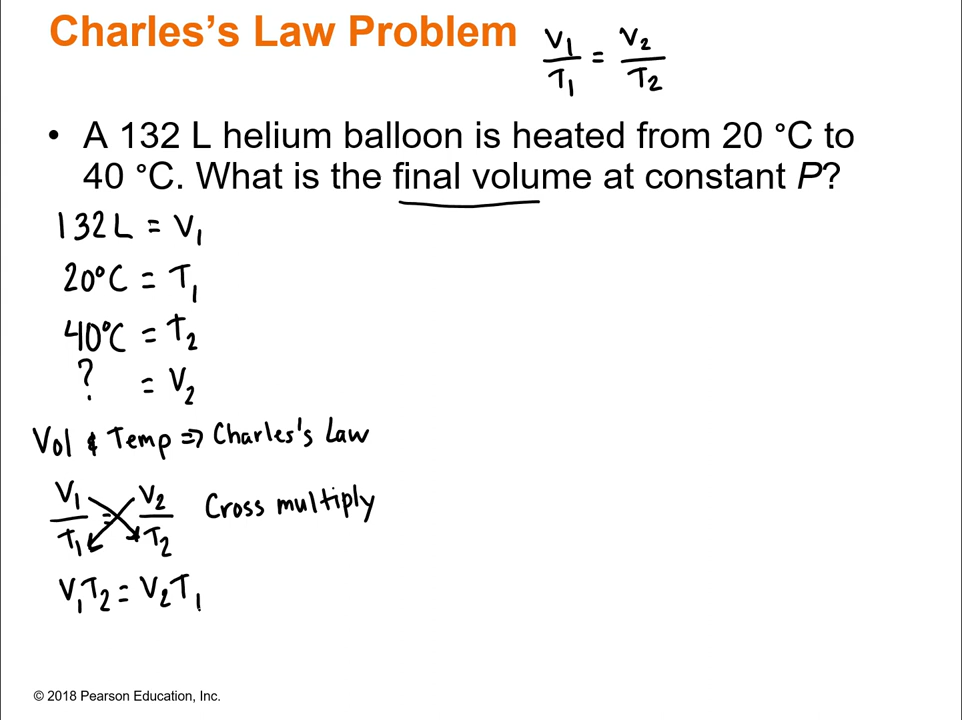 Charles’s Law Problem V₁/T₁ = V₂/T₂
• A 132 L helium balloon is heated from 20 °C to
40 °C. What is the final volume at constant P?
132 L = V₁
20°C = T₁
40°C = T₂
? = V₂
Vol & Temp => Charles's Law
V₁/T₁ = V₂/T₂ Cross multiply
V₁T₂ = V₂T₁
© 2018 Pearson Education, Inc.